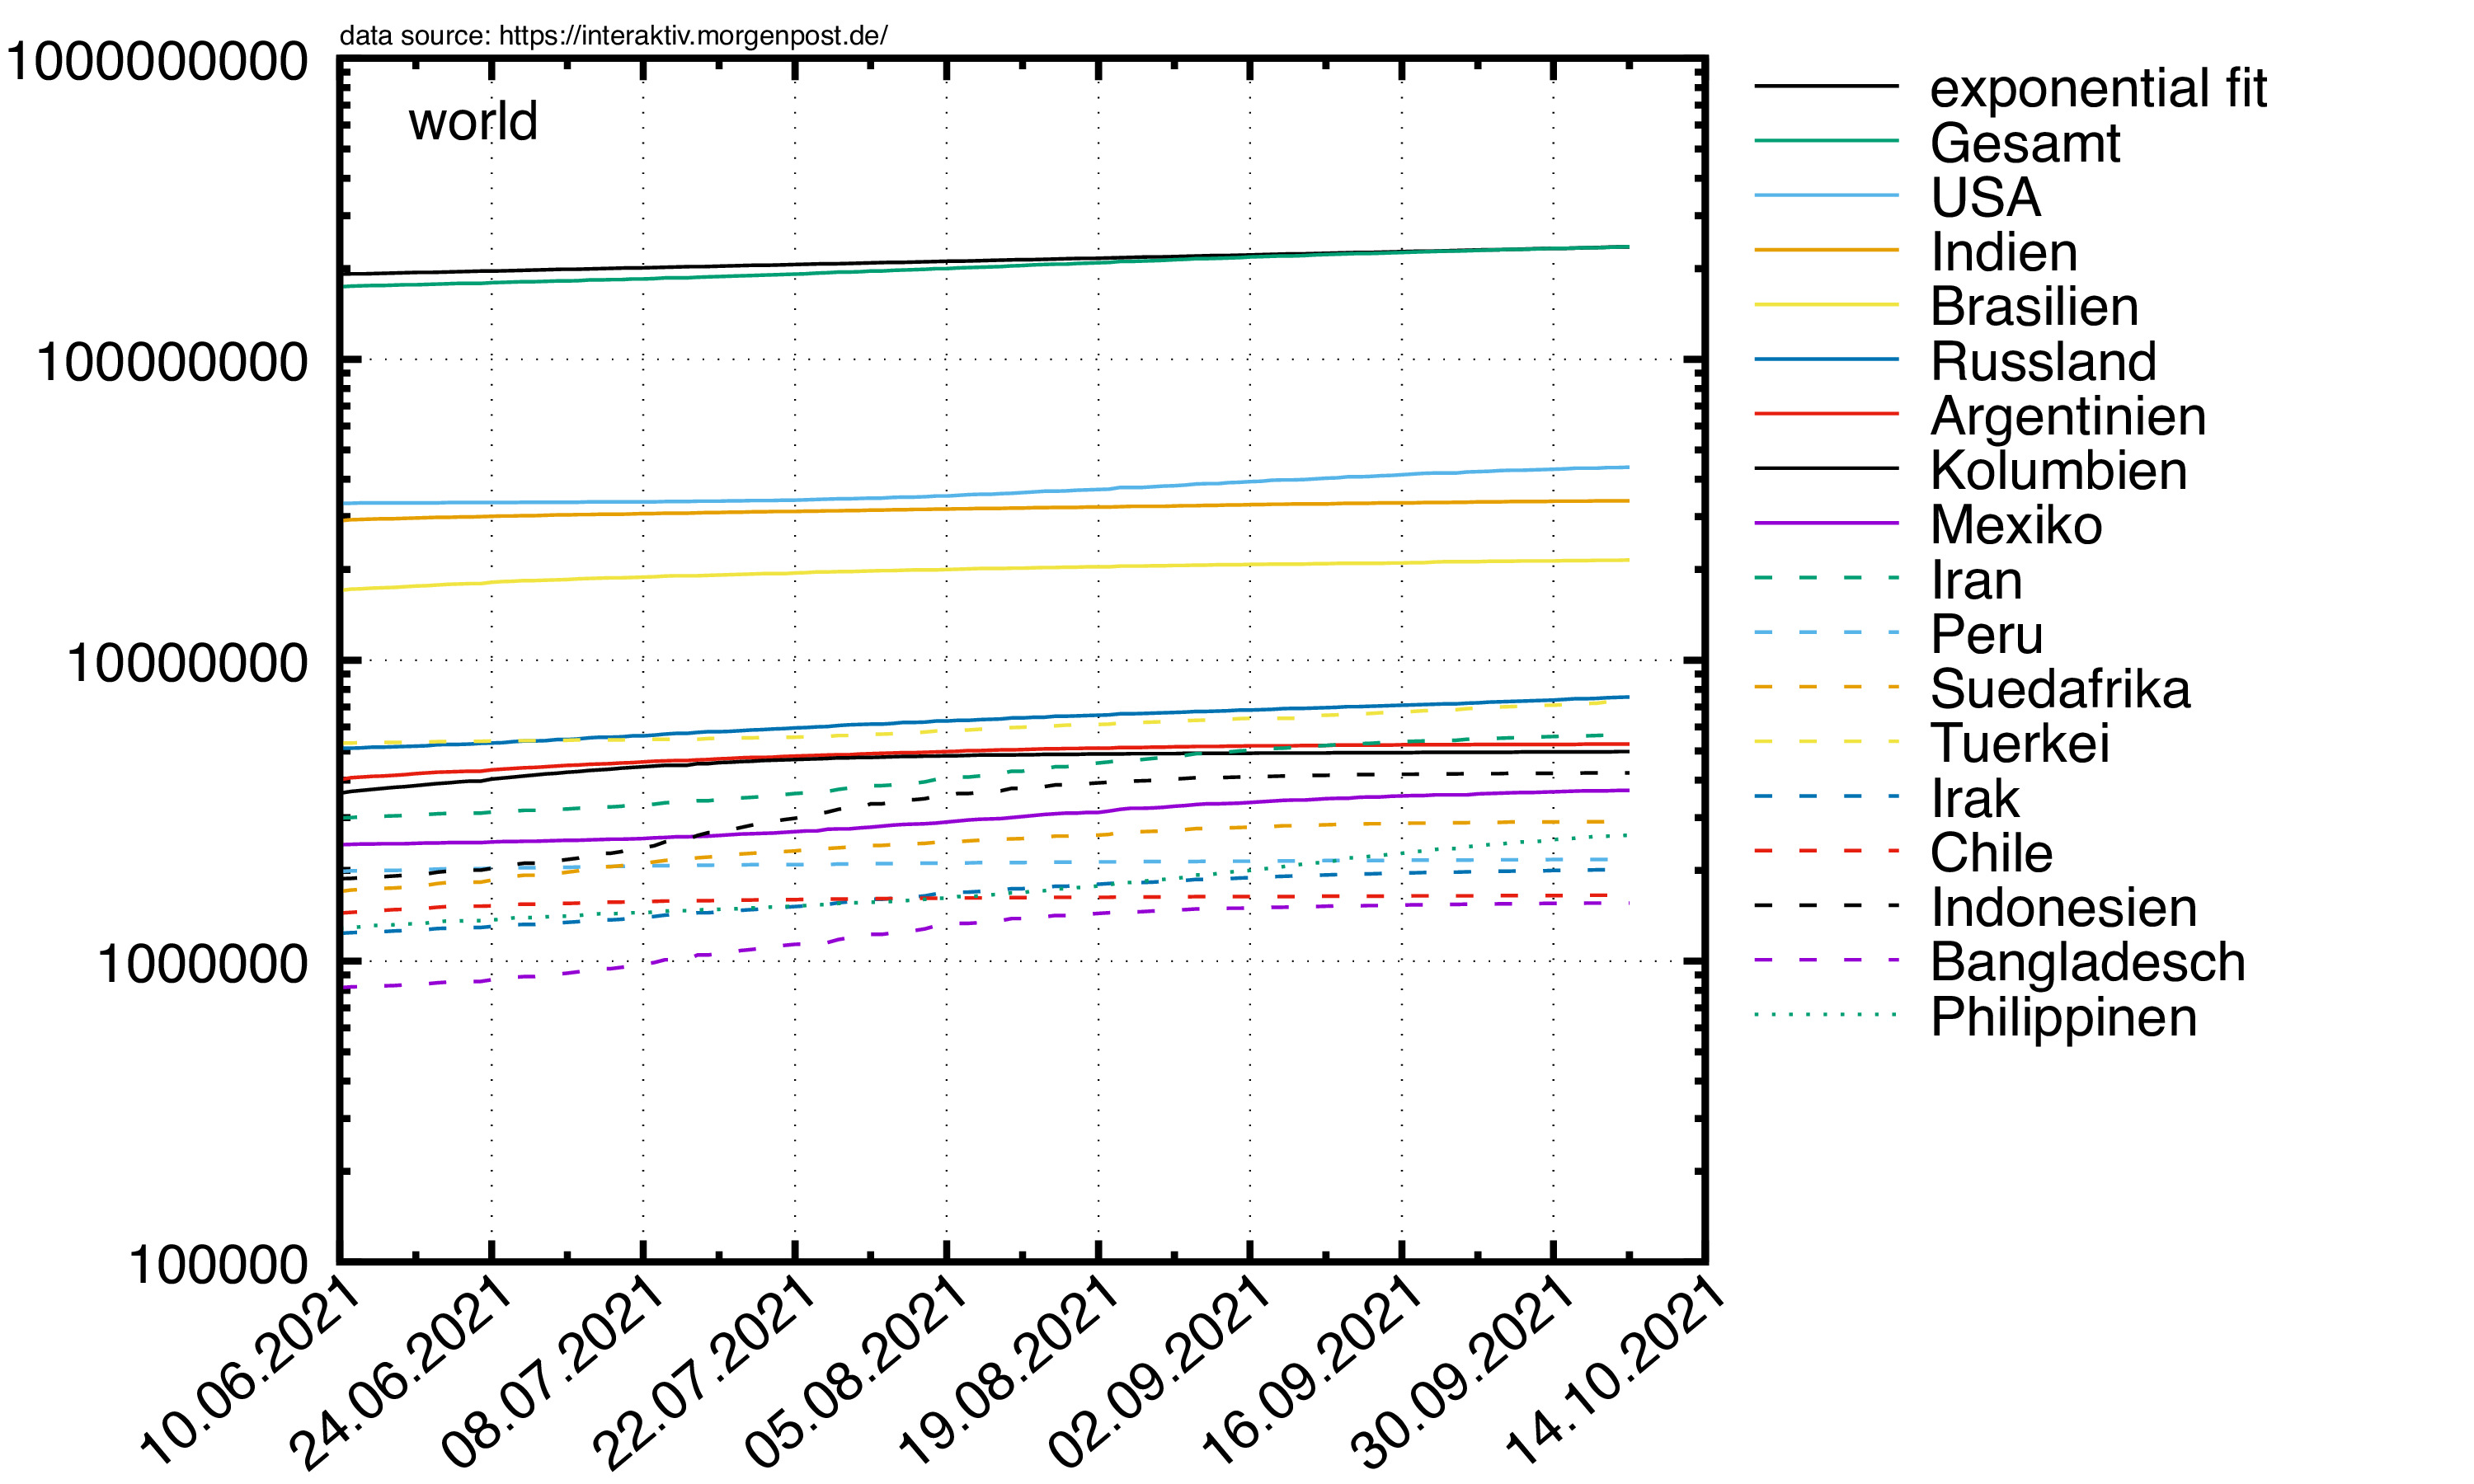 data source: https://interaktiv.morgenpost.de/
world
1000000000
100000000
10000000
1000000
100000
10.06.2021
24.06.2021
08.07.2021
22.07.2021
05.08.2021
19.08.2021
02.09.2021
16.09.2021
30.09.2021
14.10.2021
exponential fit
Gesamt
USA
Indien
Brasilien
Russland
Argentinien
Kolumbien
Mexiko
Iran
Peru
Suedafrika
Tuerkei
Irak
Chile
Indonesien
Bangladesch
Philippinen